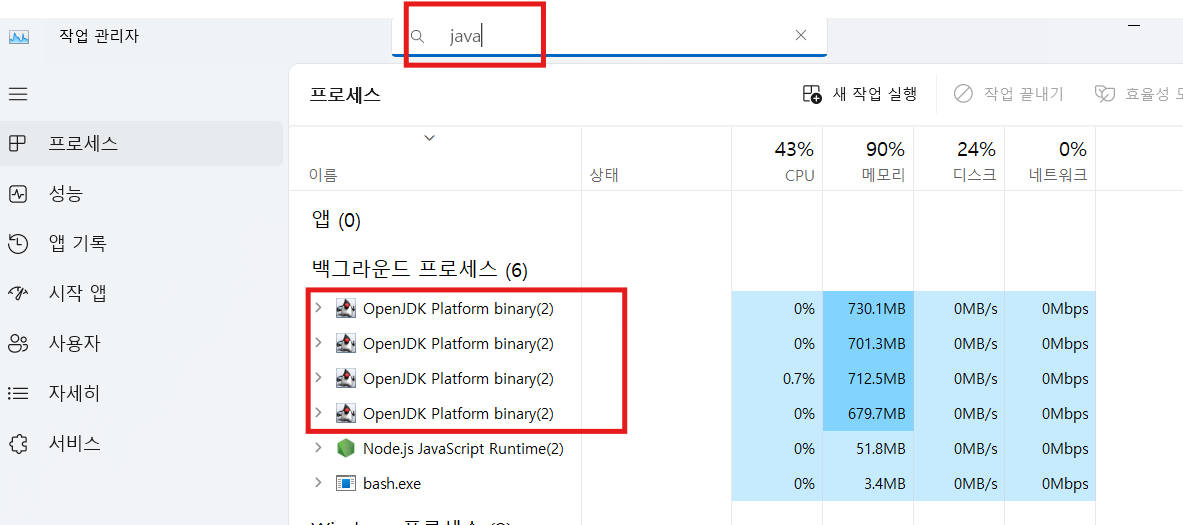 작업 관리자
java
프로세스
성능
앱 기록
시작 앱
사용자
자세히
서비스
프로세스
새 작업 실행
작업 끝내기
효율성 모
이름
상태
43% CPU
90% 메모리
24% 디스크
0% 네트워크
앱 (0)
백그라운드 프로세스 (6)
OpenJDK Platform binary(2) 0% 730.1MB 0MB/s 0Mbps
OpenJDK Platform binary(2) 0% 701.3MB 0MB/s 0Mbps
OpenJDK Platform binary(2) 0.7% 712.5MB 0MB/s 0Mbps
OpenJDK Platform binary(2) 0% 679.7MB 0MB/s 0Mbps
Node.js JavaScript Runtime(2) 0% 51.8MB 0MB/s 0Mbps
bash.exe 0% 3.4MB 0MB/s 0Mbps